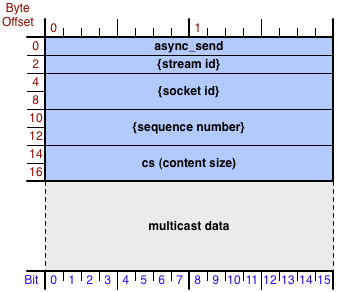 Byte
Offset
0 1
0 async_send
2 {stream id}
4
{socket id}
8
10
{sequence number}
12
14
cs (content size)
16
multicast data
Bit 0 1 2 3 4 5 6 7 8 9 10 11 12 13 14 15